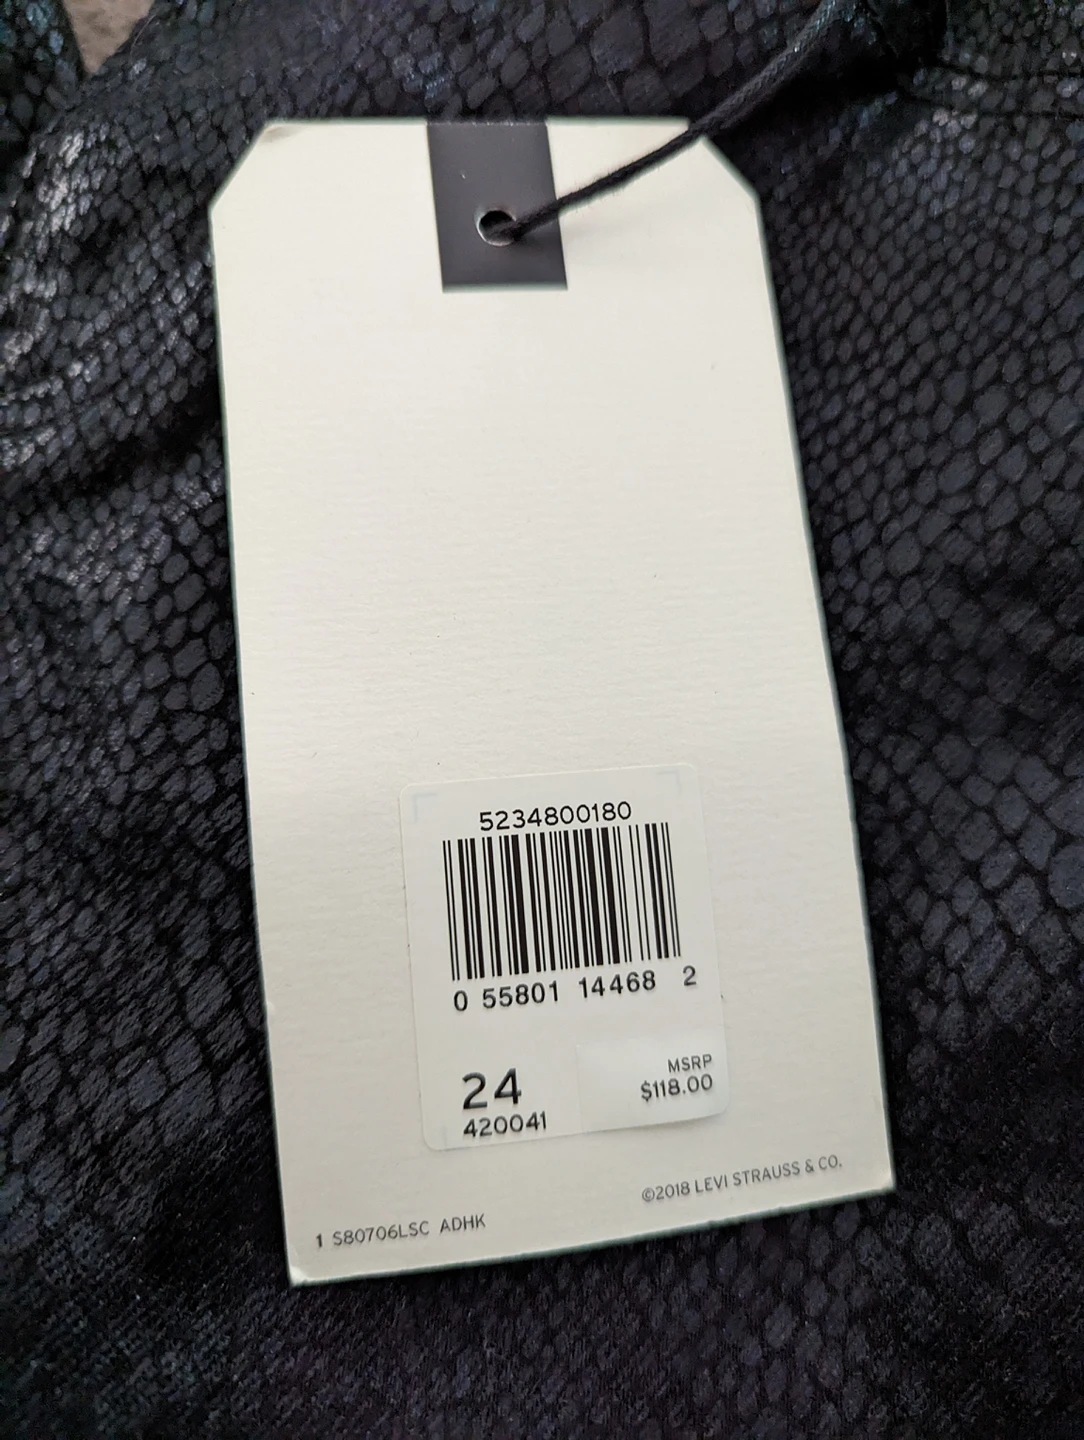 5234800180
0 55801 14468 2
24
420041
MSRP
$118.00
©2018 LEVI STRAUSS & CO.
1 S80706LSC ADHK